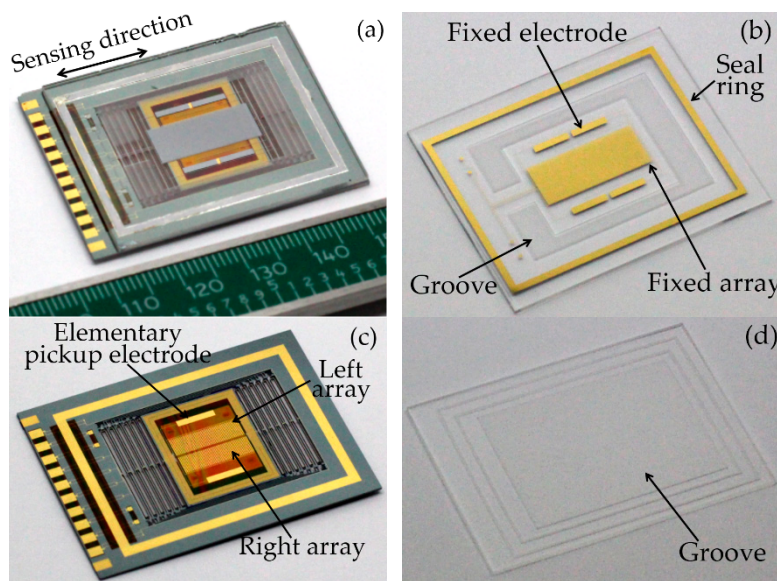 (a)
Sensing direction
110 120 130 140
(b)
Fixed electrode
Seal
ring
Groove
Fixed array
(c)
Elementary
pickup electrode
Left
array
Right array
(d)
Groove